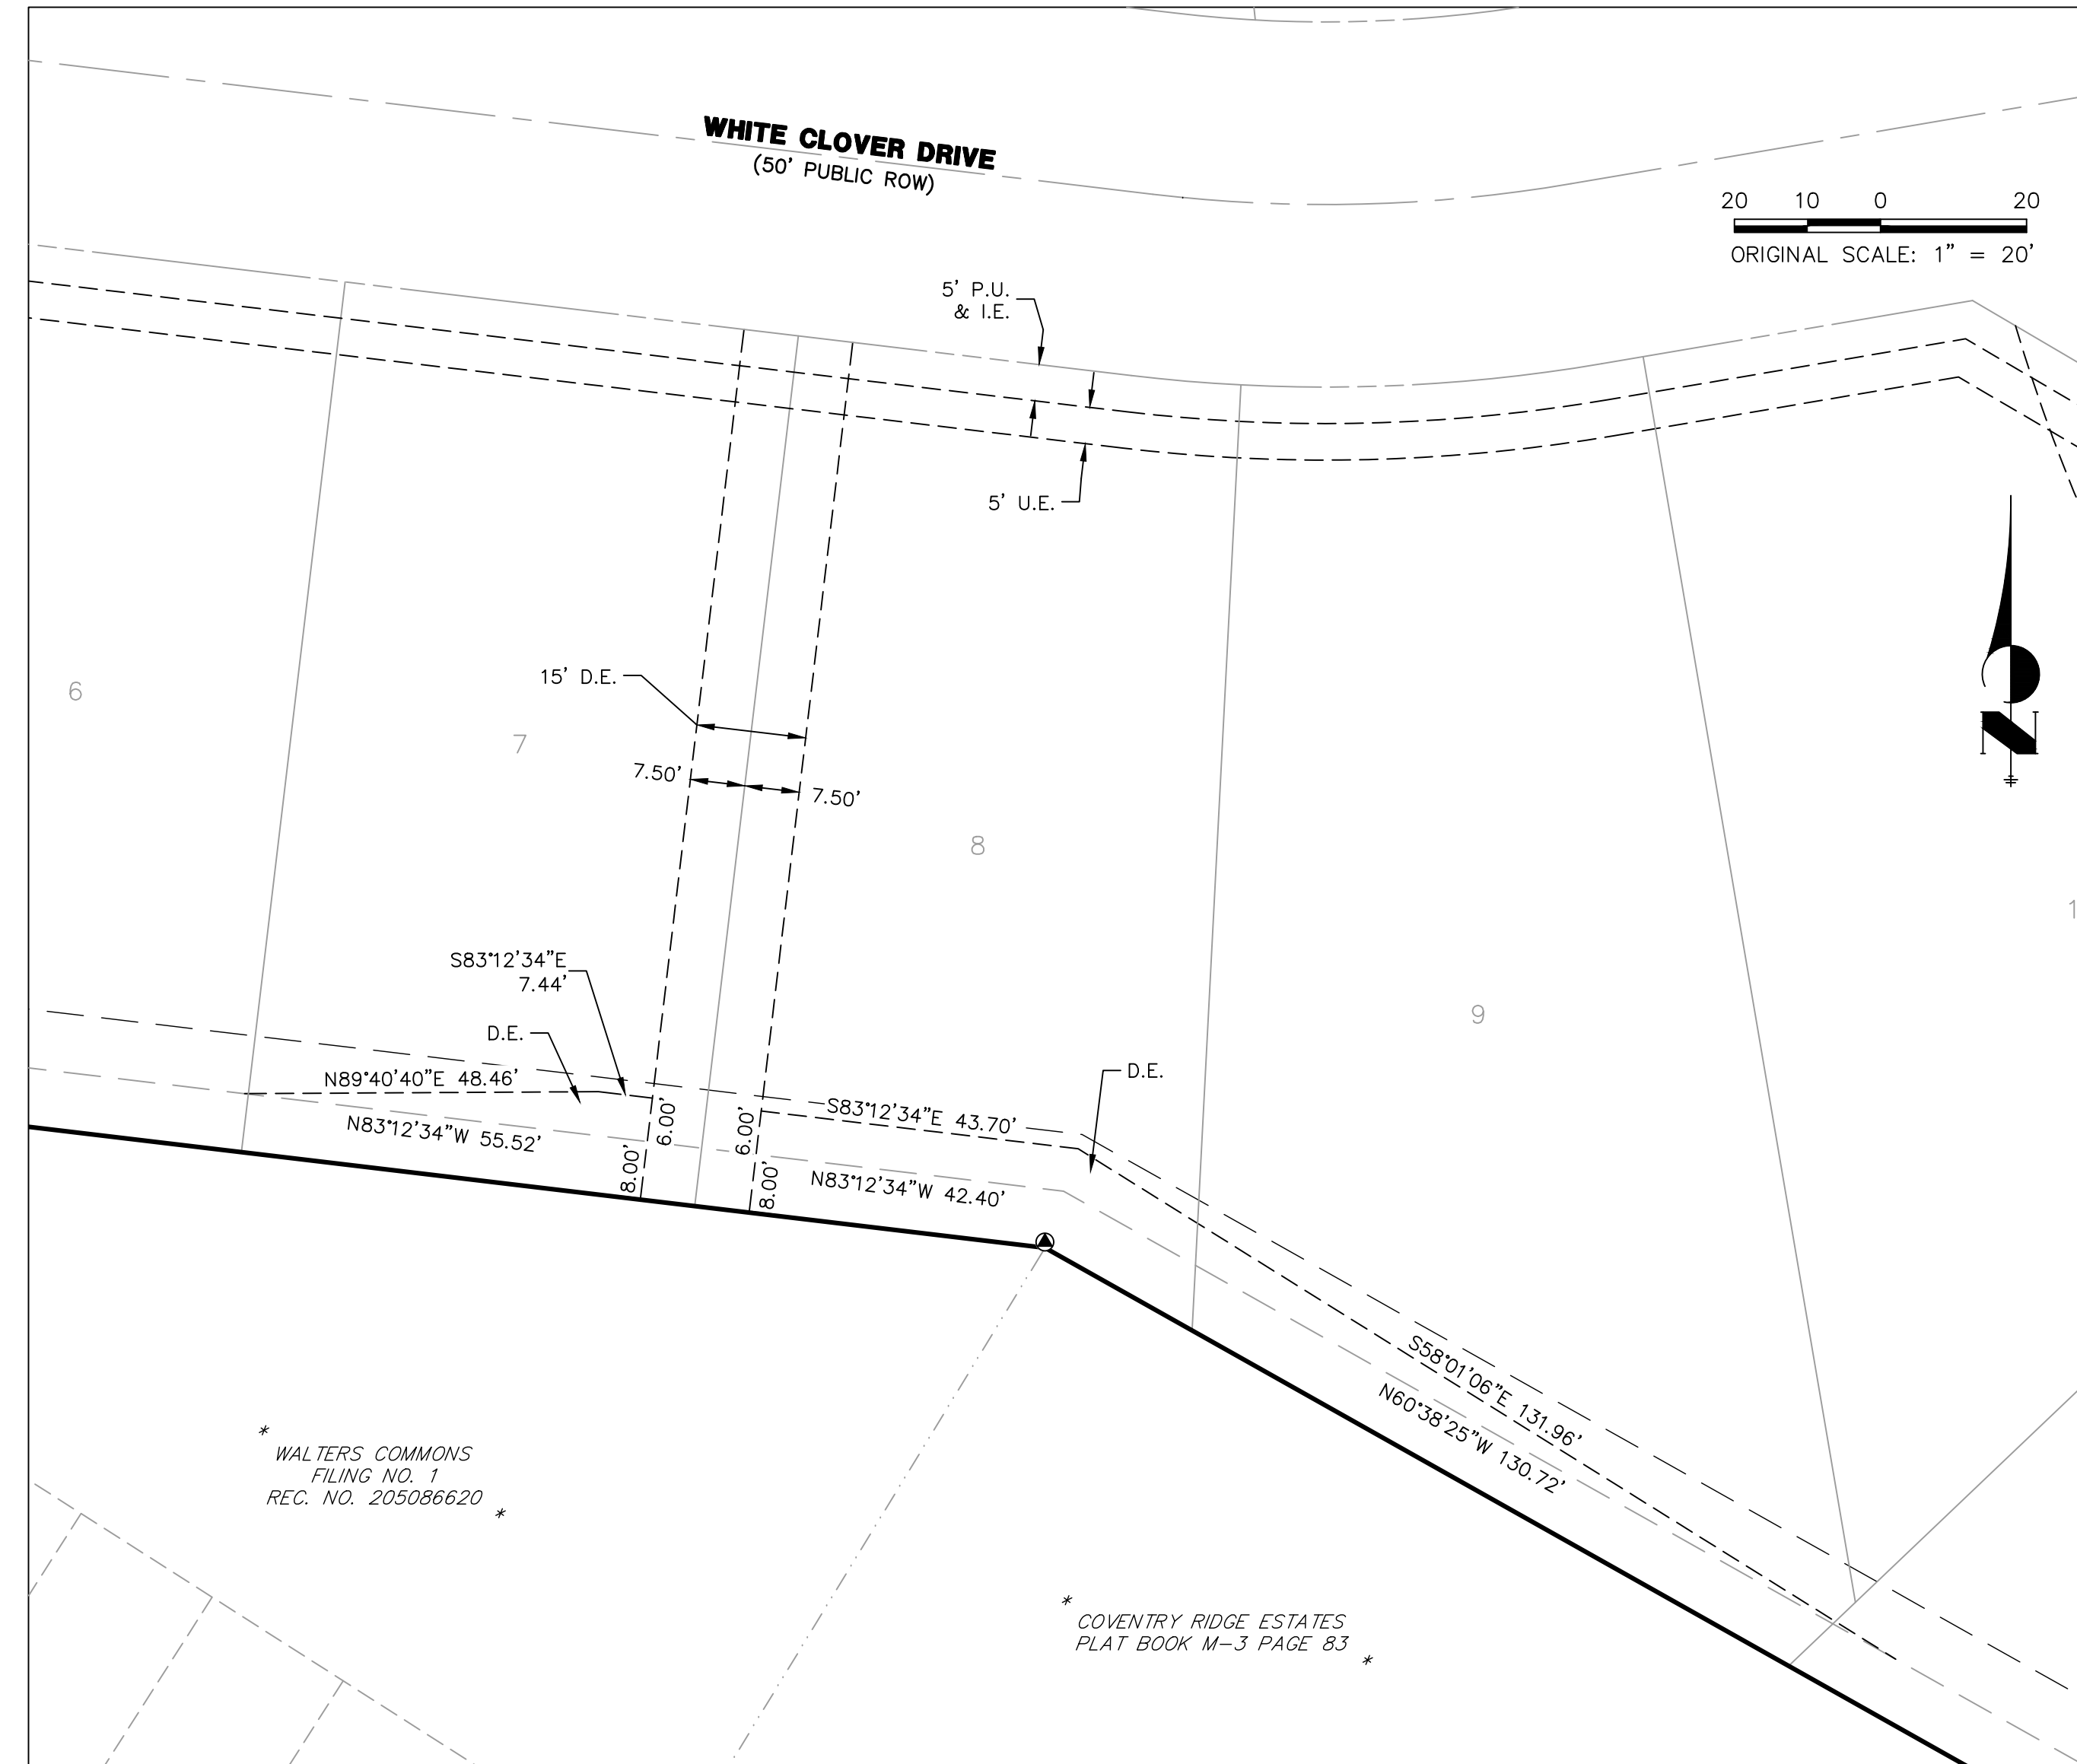 WHITE CLOVER DRIVE
(50' PUBLIC ROW)
20 10 0 20
ORIGINAL SCALE: 1" = 20'
5' P.U.
& I.E.
5' U.E.
N
15' D.E.
6
7
7.50'
7.50'
8
1
S83°12'34"E
7.44'
9
D.E.
D.E.
N89°40'40"E 48.46'
S83°12'34"E 43.70'
N83°12'34"W 55.52'
6.00'
6.00'
8.00'
8.00'
N83°12'34"W 42.40'
S58°01'06"E 131.96'
N60°38'25"W 130.72'
*
WALTERS COMMONS
FILING NO. 1
REC. NO. 205086620
*
*
COVENTRY RIDGE ESTATES
PLAT BOOK M-3 PAGE 83
*